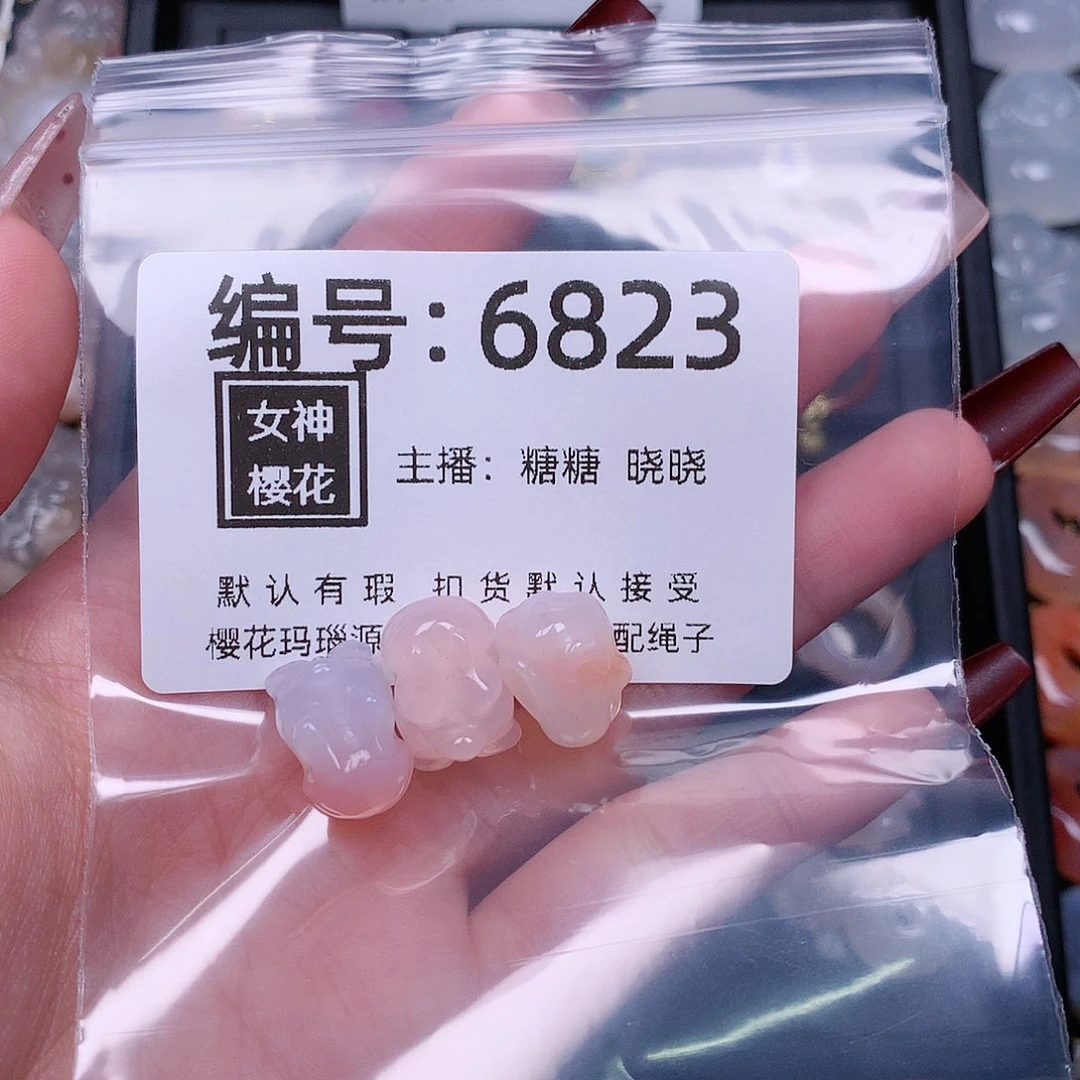 编号:6823
女神
樱花
主播: 糖糖 晓晓
默认有瑕 扣货默认接受
樱花玛瑙源 配绳子